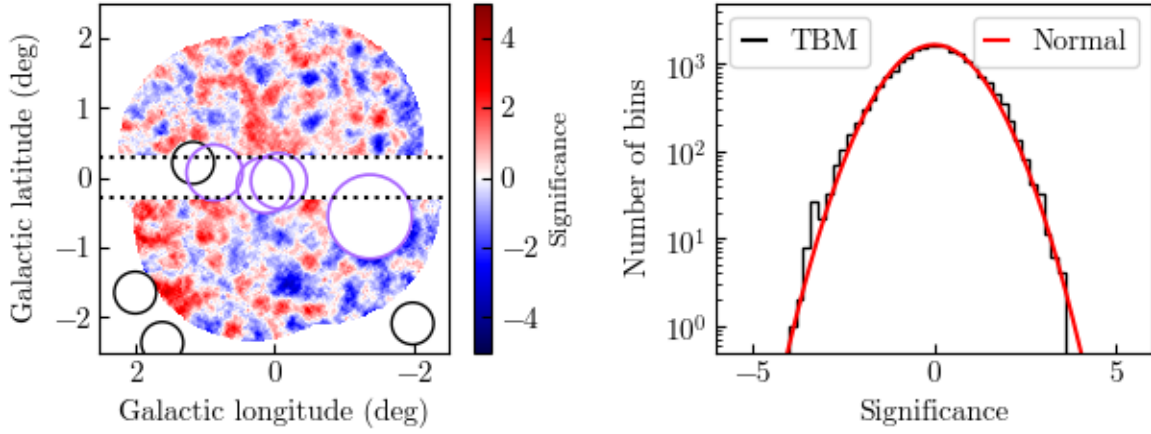 Galactic latitude (deg)
2
1
0
−1
−2
2
0
−2
Galactic longitude (deg)
4
2
0
−2
−4
Significance
Number of bins
10³
10²
10¹
10⁰
TBM
Normal
−5
0
5
Significance